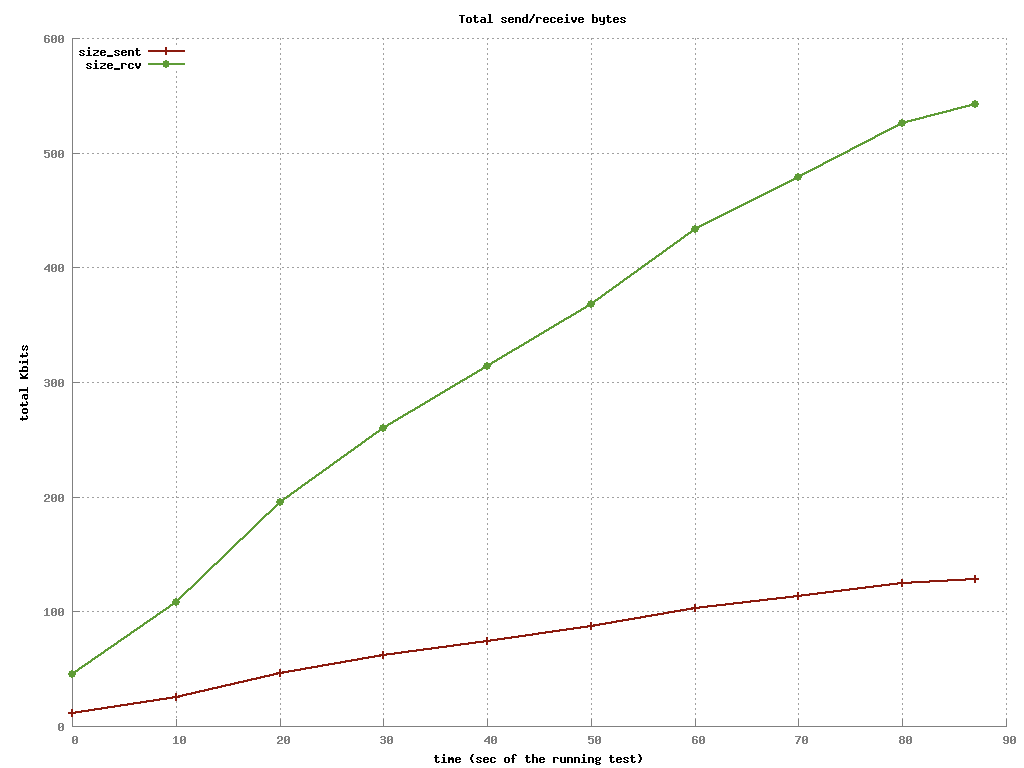 Total send/receive bytes
600
size_sent
size_rcv
500
400
300
total Kbits
200
100
0
0 10 20 30 40 50 60 70 80 90
time (sec of the running test)